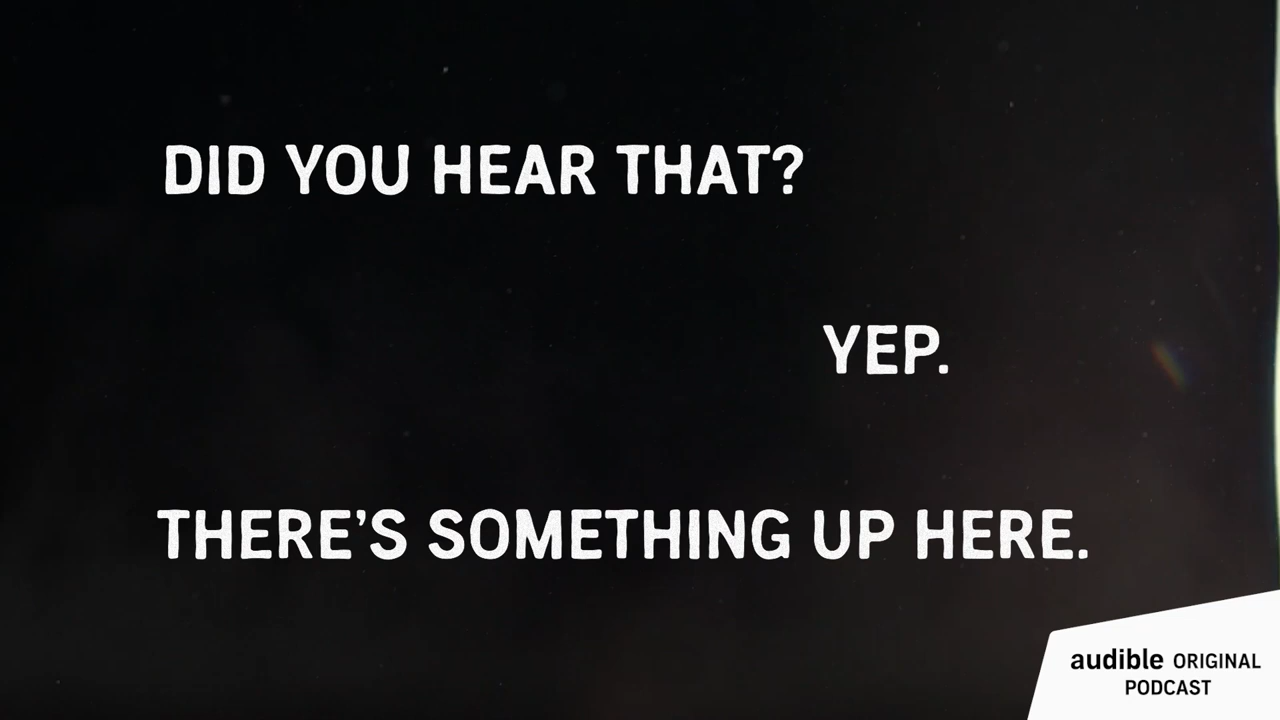 DID YOU HEAR THAT?
YEP.
THERE’S SOMETHING UP HERE.
audible ORIGINAL
PODCAST